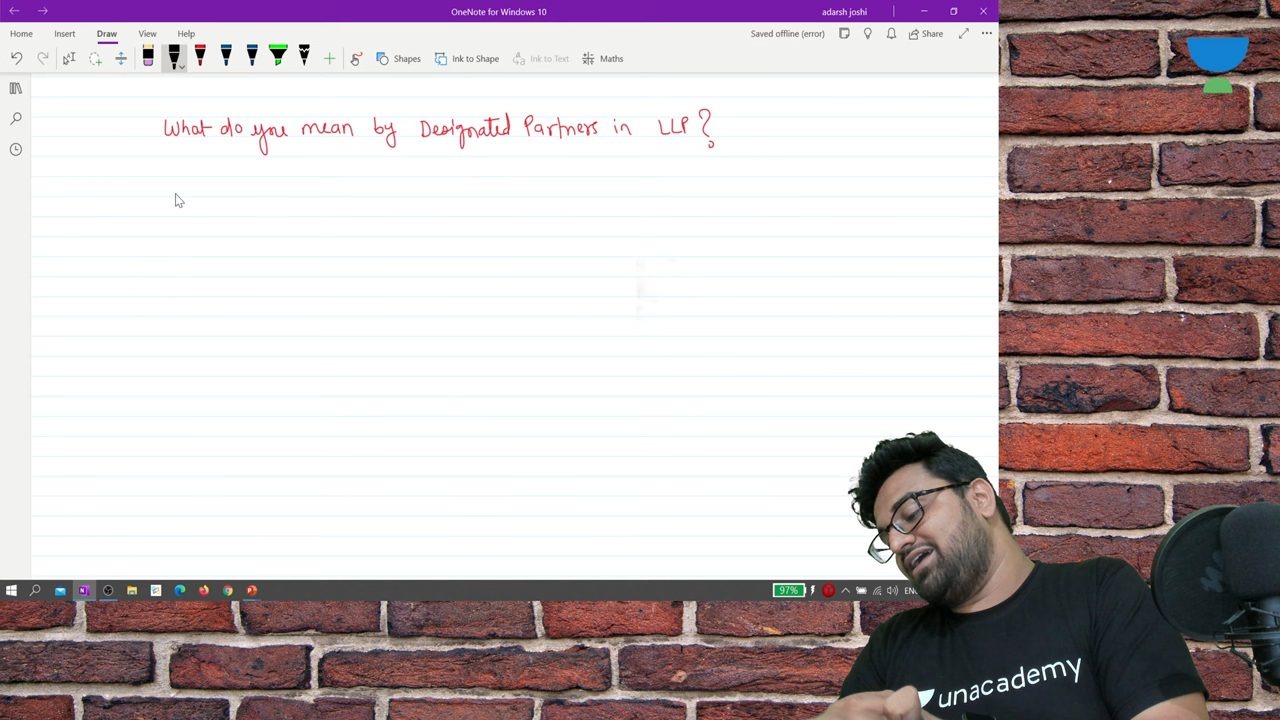 OneNote for Windows 10
adarsh joshi
Home Insert Draw View Help
Saved offline (error)
Share
Shapes Ink to Shape Ink to Text Maths
What do you mean by Designated Partners in LLP?
97%
unacademy